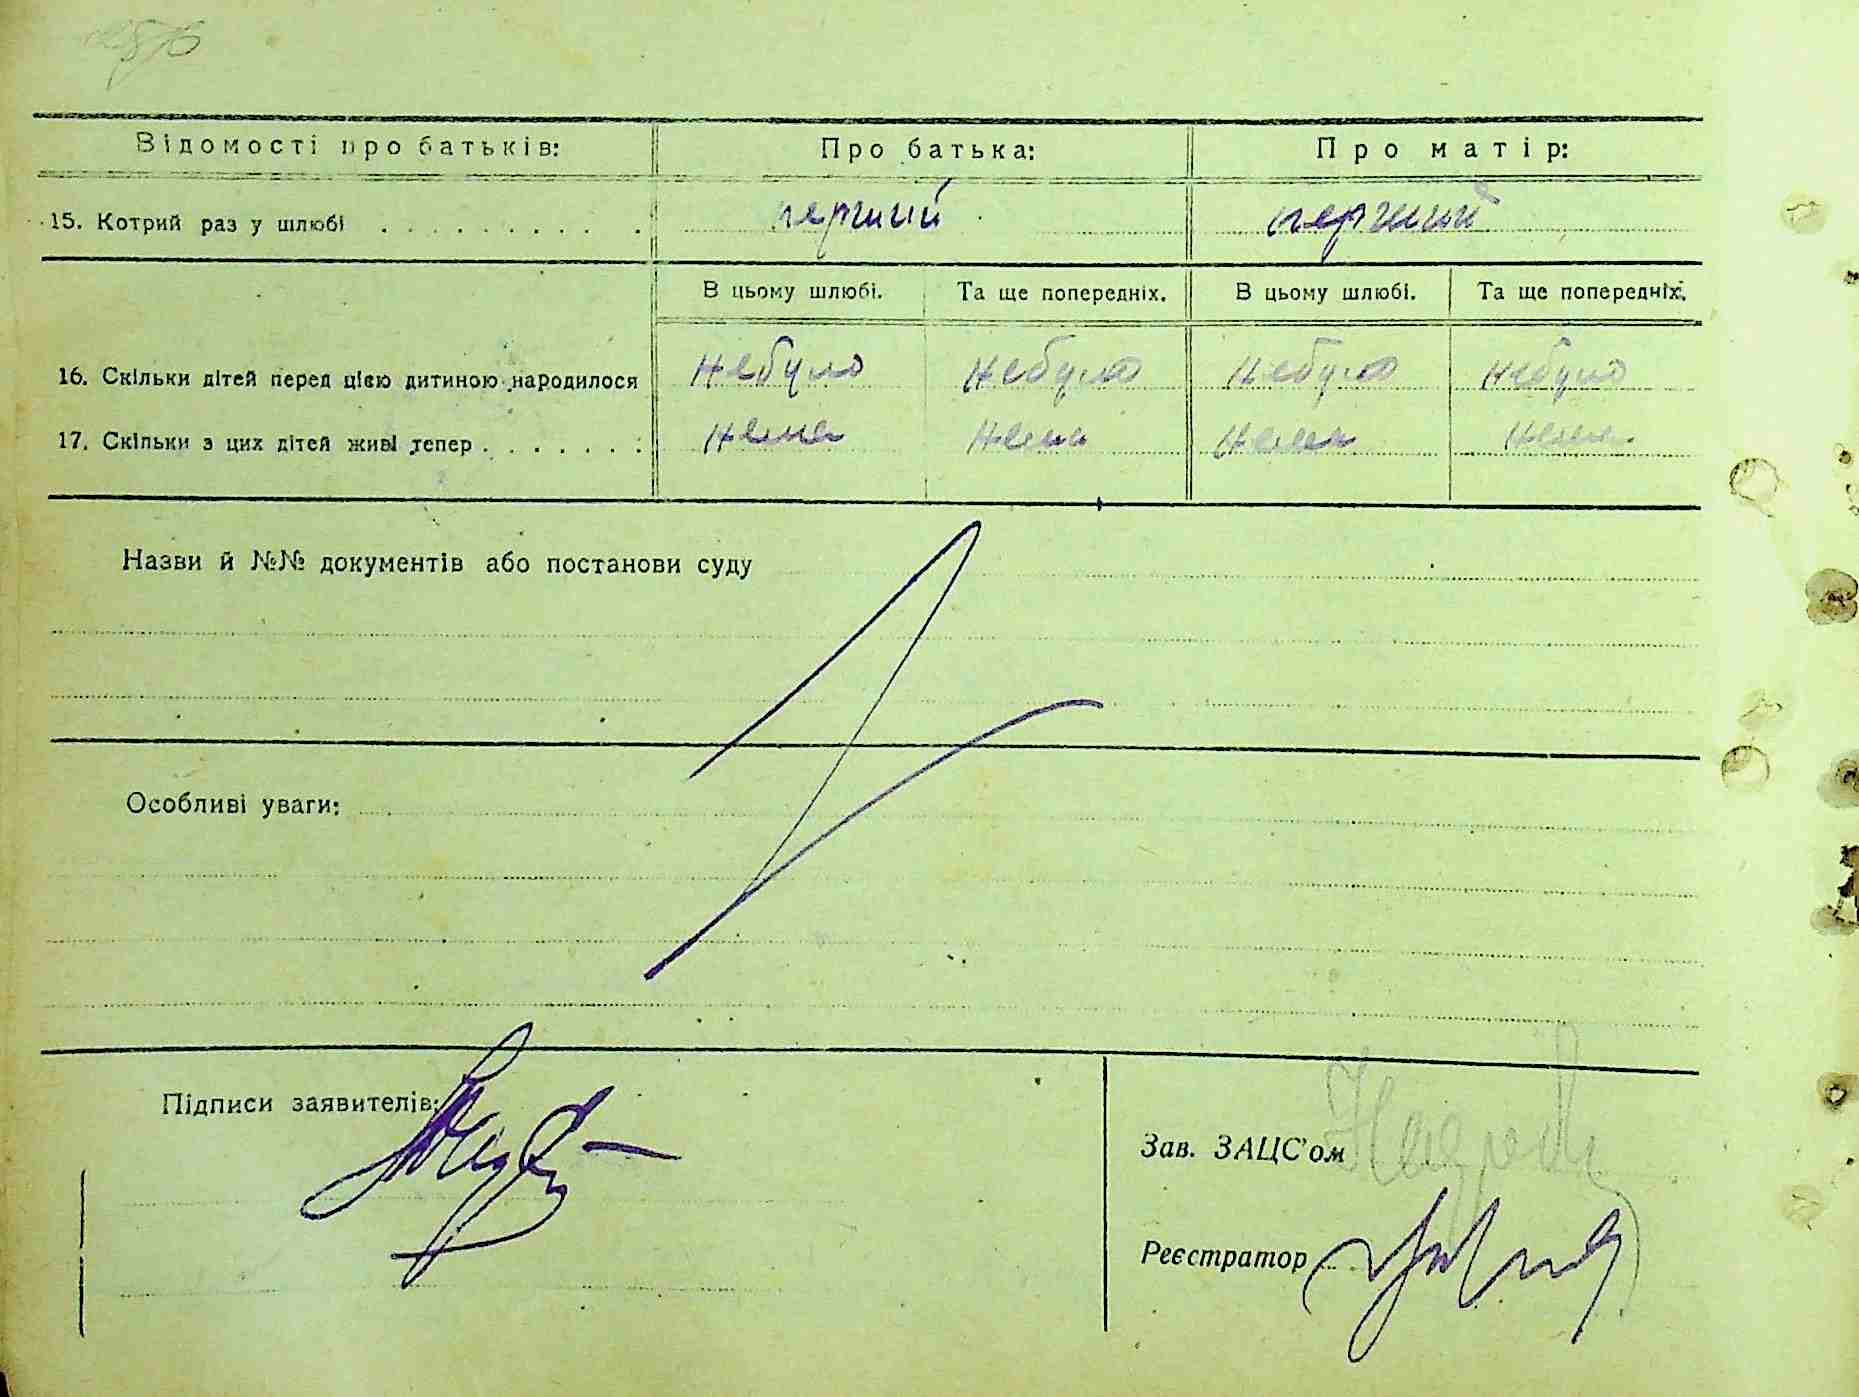 Відомості про батьків: Про батька: Про матір:
15. Котрий раз у шлюбі . . . . . . . . . . перший перший
В цьому шлюбі. Та ще попередніх. В цьому шлюбі. Та ще попередніх.
16. Скільки дітей перед цією дитиною народилося небуло небуло небуло небуло
17. Скільки з цих дітей живі тепер . . . . . . . нема нема нема нема
Назви й №№ документів або постанови суду
Особливі уваги:
Підписи заявителів:
Зав. ЗАЦС'ом
Реєстратор